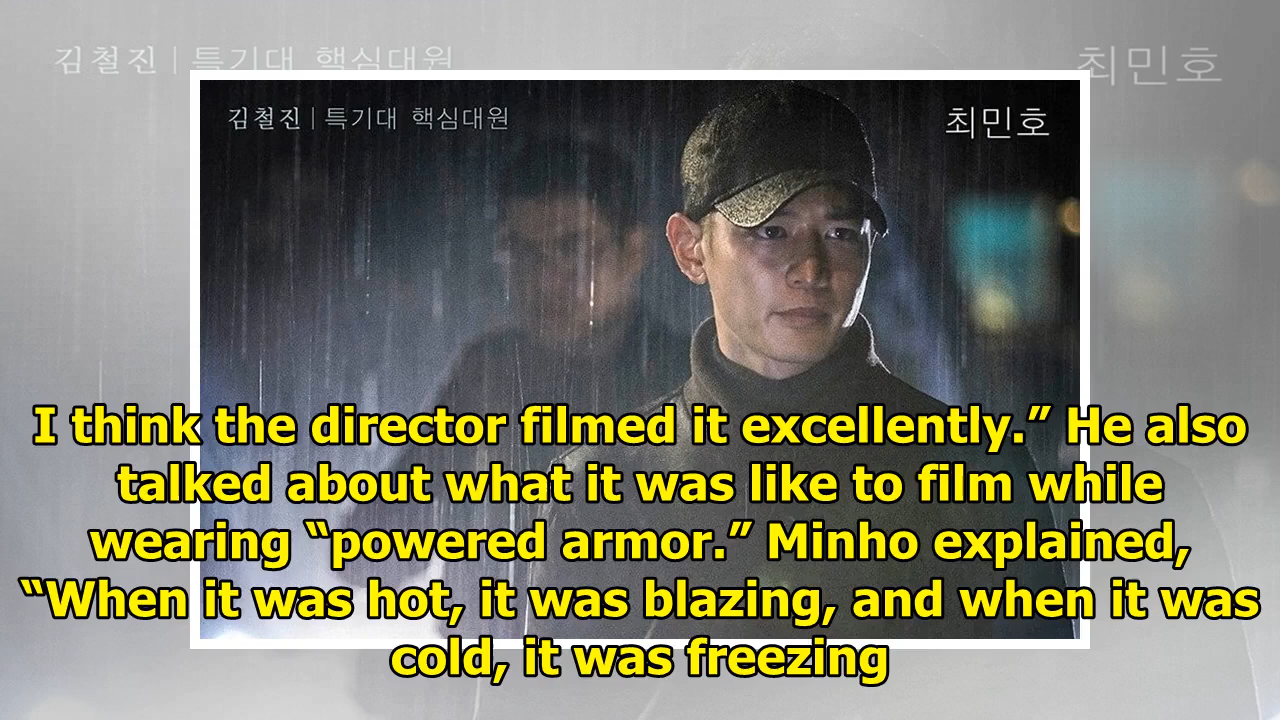 김철진 | 특기대 핵심대원 최민호
김철진 | 특기대 핵심대원 최민호
I think the director filmed it excellently.” He also
talked about what it was like to film while
wearing “powered armor.” Minho explained,
“When it was hot, it was blazing, and when it was
cold, it was freezing